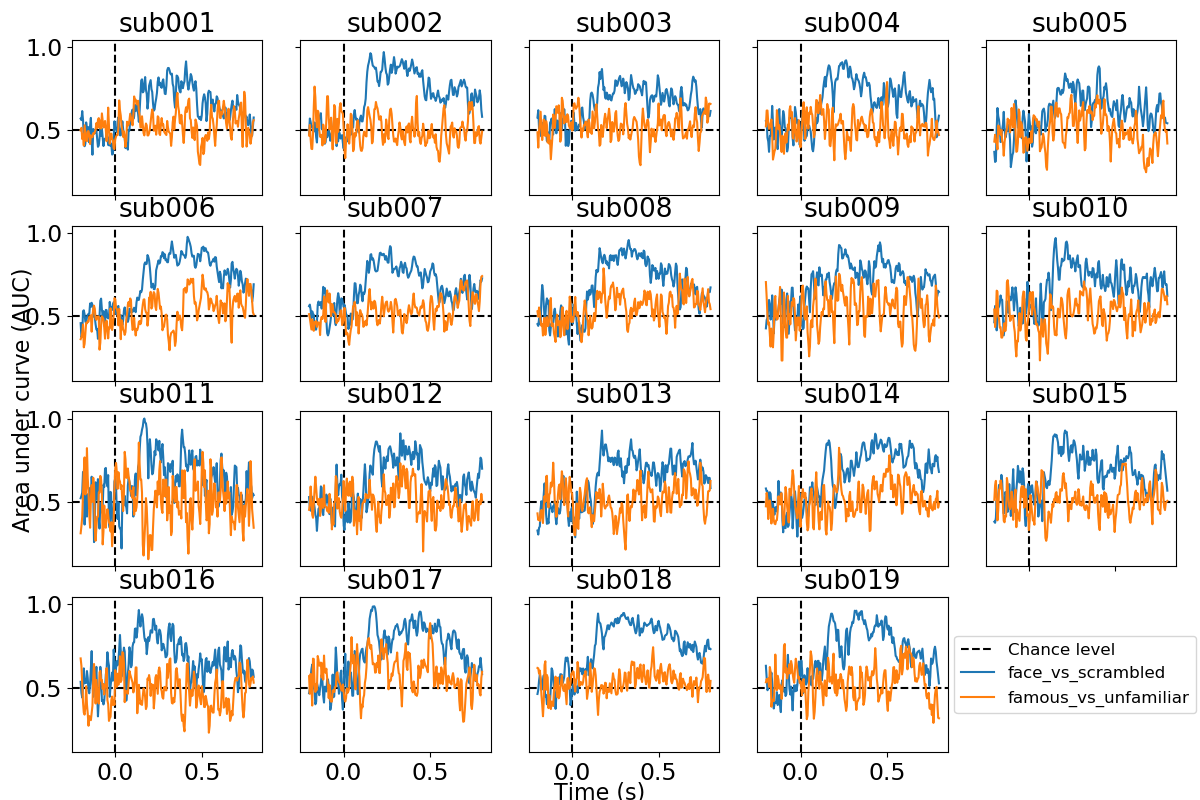 sub001 sub002 sub003 sub004 sub005
1.0
0.5
sub006 sub007 sub008 sub009 sub010
1.0
0.5
sub011 sub012 sub013 sub014 sub015
1.0
0.5
sub016 sub017 sub018 sub019
1.0
0.5
0.0 0.5 0.0 0.5 0.0 0.5 0.0 0.5
Area under curve (AUC)
Time (s)
Chance level
face_vs_scrambled
famous_vs_unfamiliar